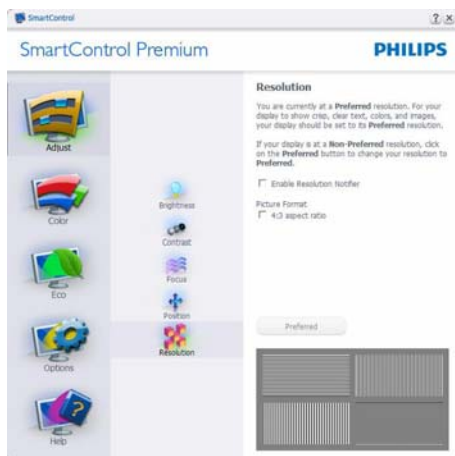 SmartControl
? x
SmartControl Premium
PHILIPS
Adjust
Color
Eco
Options
Help
Brightness
Contrast
Focus
Position
Resolution
Resolution
You are currently at a Preferred resolution. For your
display to show crisp, clear text, colors, and images,
your display should be set to its Preferred resolution.
If your display is at a Non-Preferred resolution, click
on the Preferred button to change your resolution to
Preferred.
Enable Resolution Notifier
Picture Format
4:3 aspect ratio
Preferred